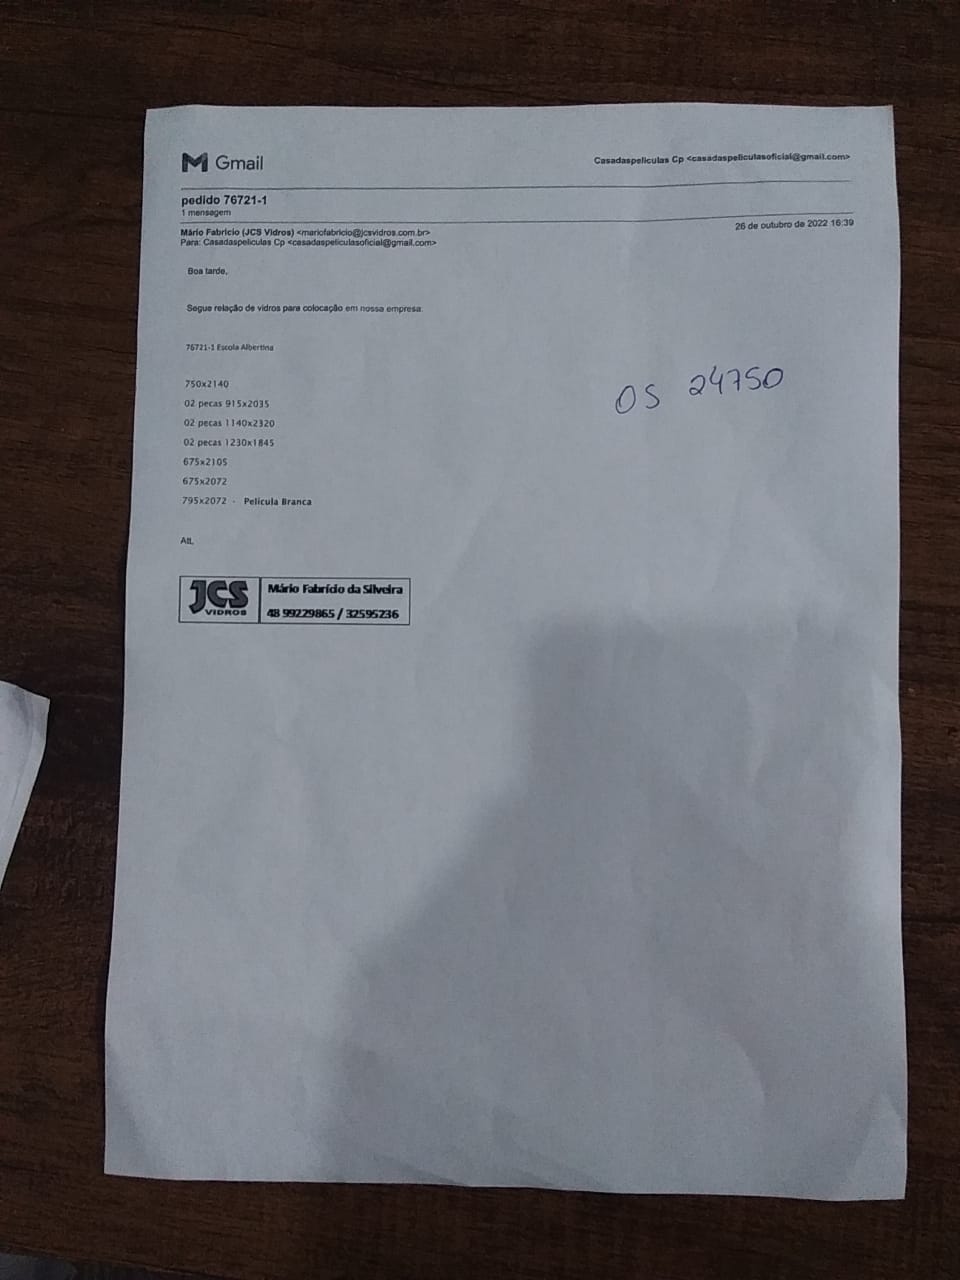 Gmail
Casadaspeliculas Cp <casadaspeliculasoficial@gmail.com>
pedido 76721-1
1 mensagem
Mário Fabricio (JCS Vidros) <mariofabricio@jcsvidros.com.br>
26 de outubro de 2022 16:39
Para: Casadaspeliculas Cp <casadaspeliculasoficial@gmail.com>
Boa tarde,
Segue relação de vidros para colocação em nossa empresa.
76721-1 Escola Albertina
OS 24750
750x2140
02 pecas 915x2035
02 pecas 1140x2320
02 pecas 1230x1845
675x2105
675x2072
795x2072 - Pelicula Branca
Att,
JCS
VIDROS
Mário Fabrício da Silveira
48 99229865 / 32595236